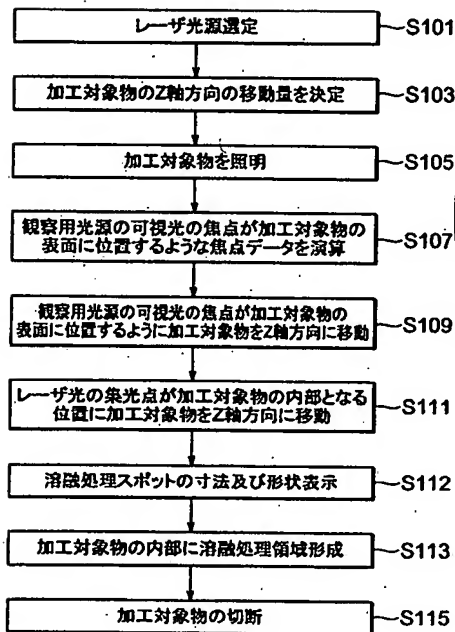 レーザ光源選定
S101
加工対象物のZ軸方向の移動量を決定
S103
加工対象物を照明
S105
観察用光源の可視光の焦点が加工対象物の
表面に位置するような焦点データを演算
S107
観察用光源の可視光の焦点が加工対象物の
表面に位置するように加工対象物をZ軸方向に移動
S109
レーザ光の集光点が加工対象物の内部となる
位置に加工対象物をZ軸方向に移動
S111
溶融処理スポットの寸法及び形状表示
S112
加工対象物の内部に溶融処理領域形成
S113
加工対象物の切断
S115